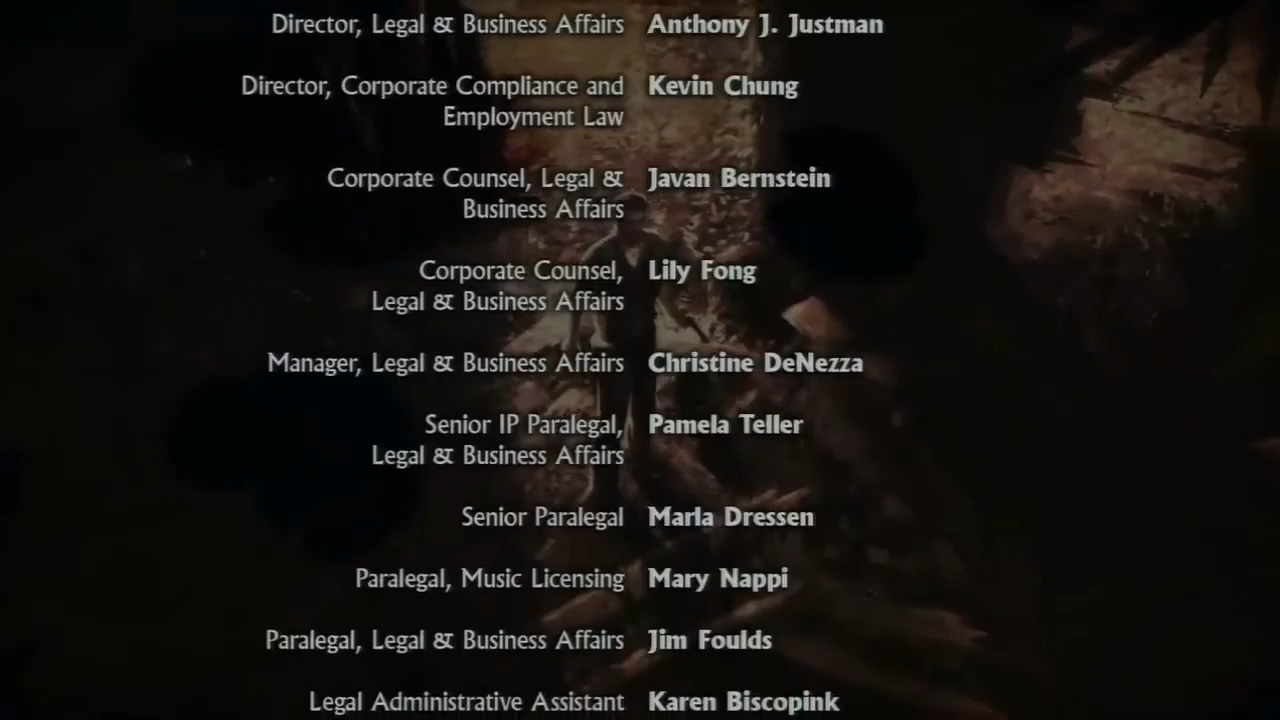 Director, Legal & Business Affairs Anthony J. Justman
Director, Corporate Compliance and Kevin Chung
Employment Law
Corporate Counsel, Legal & Javan Bernstein
Business Affairs
Corporate Counsel, Lily Fong
Legal & Business Affairs
Manager, Legal & Business Affairs Christine DeNezza
Senior IP Paralegal, Pamela Teller
Legal & Business Affairs
Senior Paralegal Marla Dressen
Paralegal, Music Licensing Mary Nappi
Paralegal, Legal & Business Affairs Jim Foulds
Legal Administrative Assistant Karen Biscopink